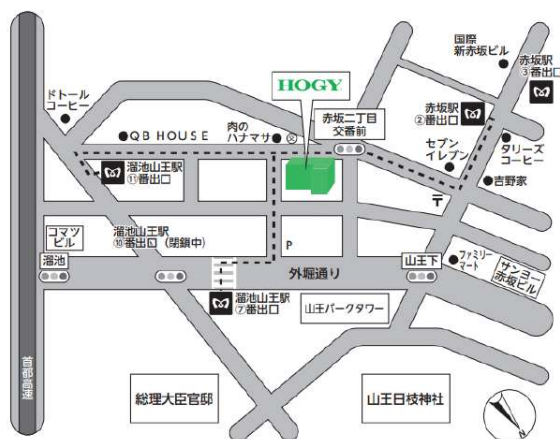 国際
新赤坂ビル
赤坂駅
③番出口
ドトール
コーヒー
HOGY
赤坂二丁目
交番前
赤坂駅
②番出口
QB HOUSE
肉の
ハナマサ
セブン
イレブン
タリーズ
コーヒー
溜池山王駅
⑪番出口
吉野家
〒
コマツ
ビル
溜池山王駅
⑩番出口(閉鎖中)
溜池
P
外堀通り
山王下
ファミリー
マート
サンヨー
赤坂ビル
溜池山王駅
⑦番出口
山王パークタワー
首都高速
総理大臣官邸
山王日枝神社
N